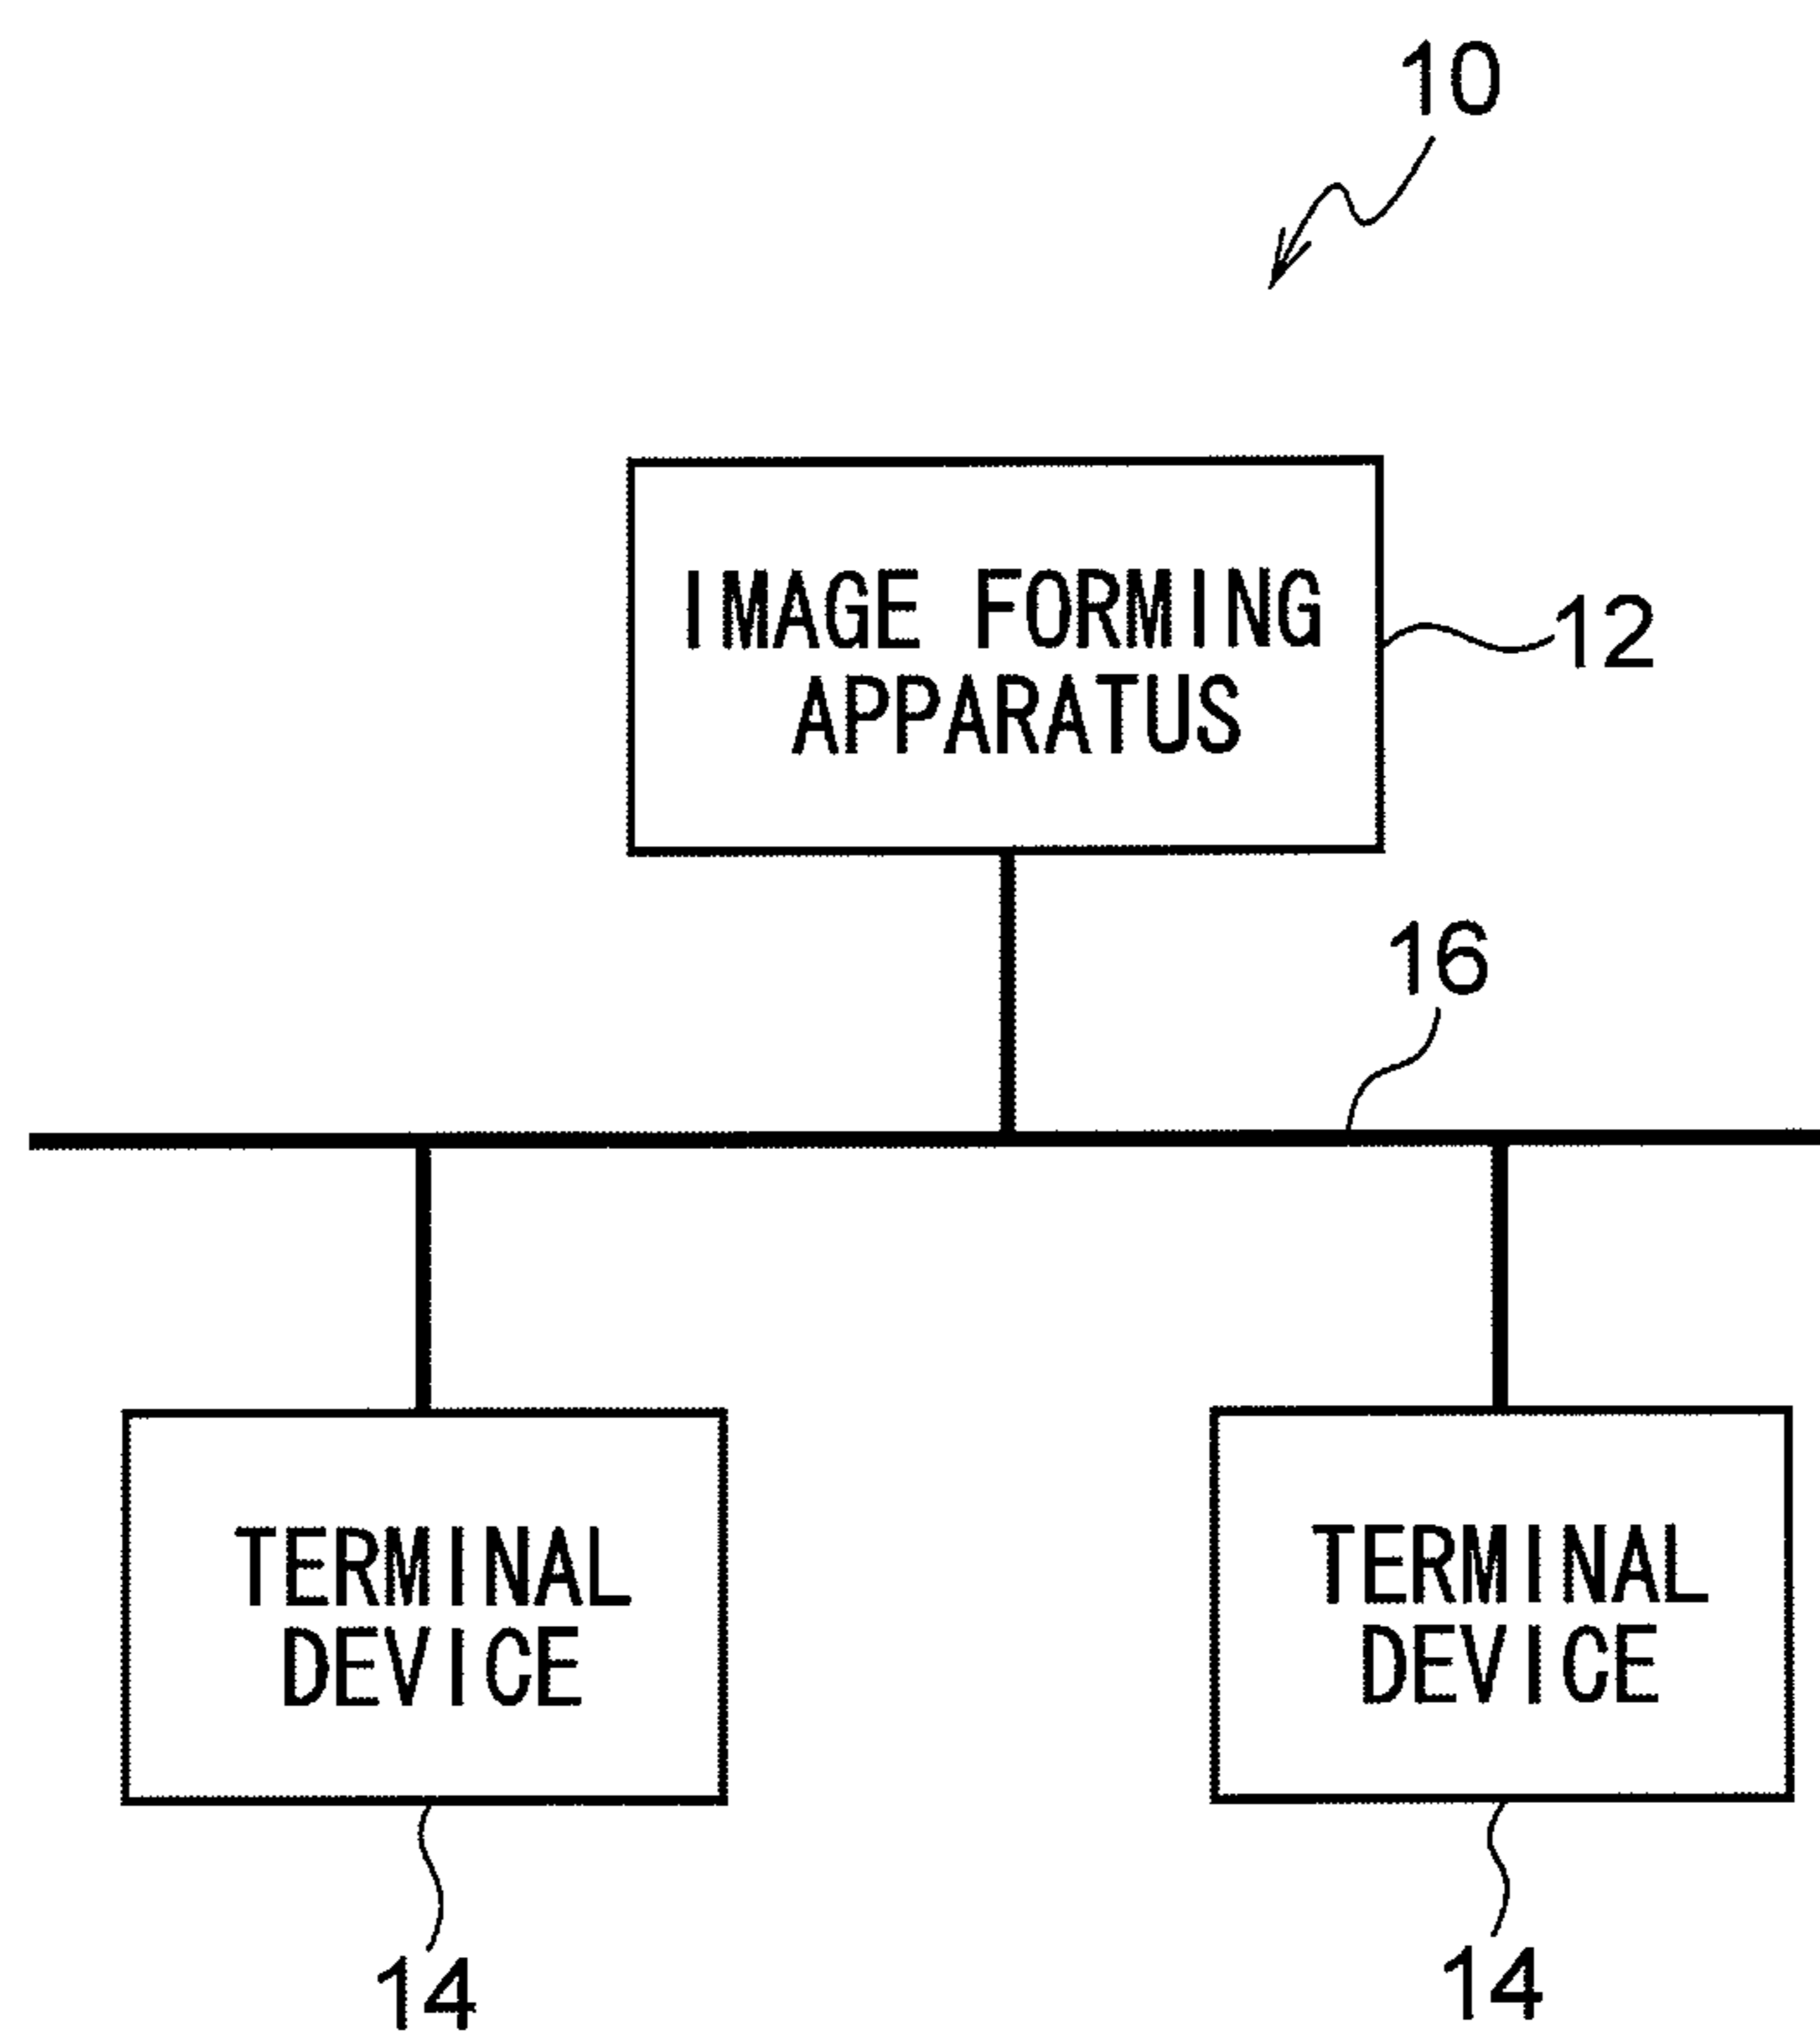 10
IMAGE FORMING
APPARATUS
12
16
TERMINAL
DEVICE
TERMINAL
DEVICE
14
14